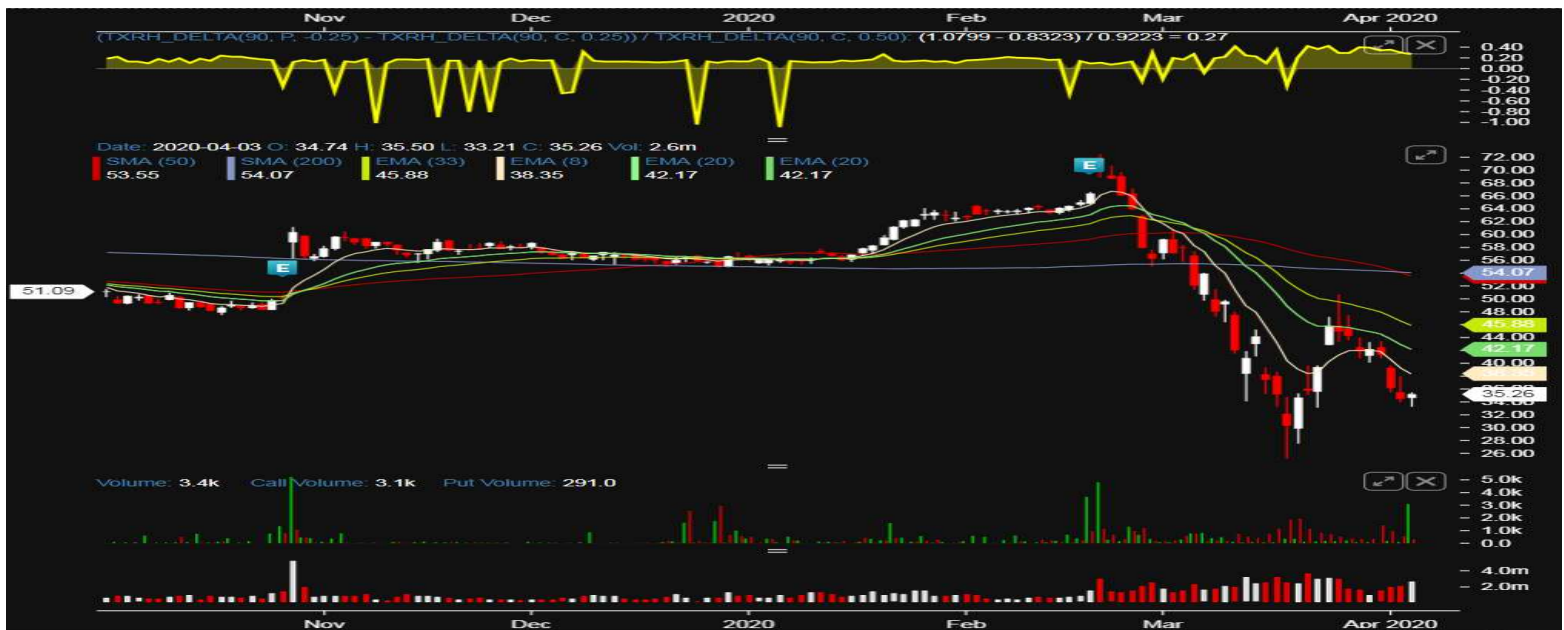 Nov Dec 2020 Feb Mar Apr 2020
(TXRH_DELTA(90, P, -0.25) - TXRH_DELTA(90, C, 0.25)) / TXRH_DELTA(90, C, 0.50): (1.0799 - 0.8323) / 0.9223 = 0.27
0.40
0.20
0.00
-0.20
-0.40
-0.60
-0.80
-1.00
Date: 2020-04-03 O: 34.74 H: 35.50 L: 33.21 C: 35.26 Vol: 2.6m
SMA (50) SMA (200) EMA (33) EMA (8) EMA (20) EMA (20)
53.55 54.07 45.88 38.35 42.17 42.17
72.00
70.00
68.00
66.00
64.00
62.00
60.00
58.00
56.00
E
E
54.07
52.00
51.09
50.00
48.00
45.88
44.00
42.17
40.00
38.35
35.26
34.00
32.00
30.00
28.00
26.00
Volume: 3.4k Call Volume: 3.1k Put Volume: 291.0
5.0k
4.0k
3.0k
2.0k
1.0k
0.0
4.0m
2.0m
Nov Dec 2020 Feb Mar Apr 2020